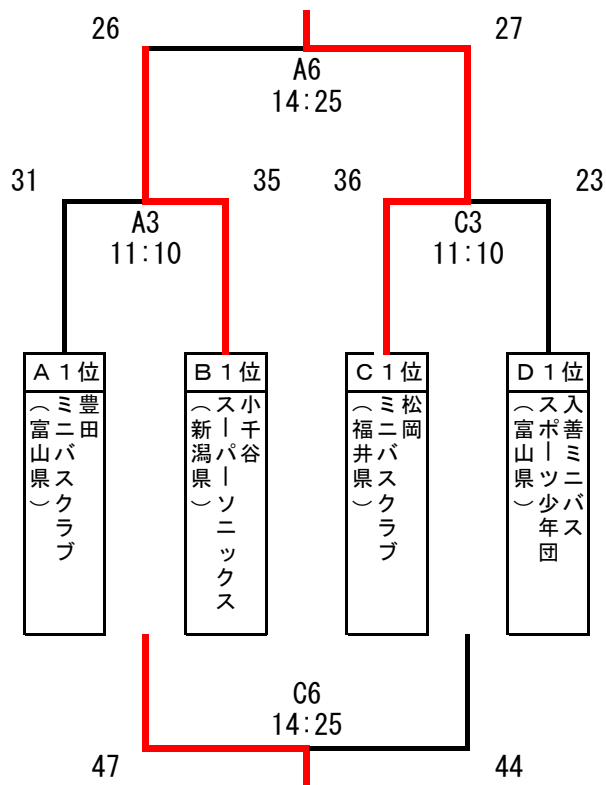 26
27
A6
14:25
31
35
36
23
A3
11:10
C3
11:10
A1位
B1位
C1位
D1位
豊田
ミニバスクラブ
（富山県）
小千谷
スーパーソニックス
（新潟県）
松岡
ミニバスクラブ
（福井県）
入善ミニバス
スポーツ少年団
（富山県）
C6
14:25
47
44